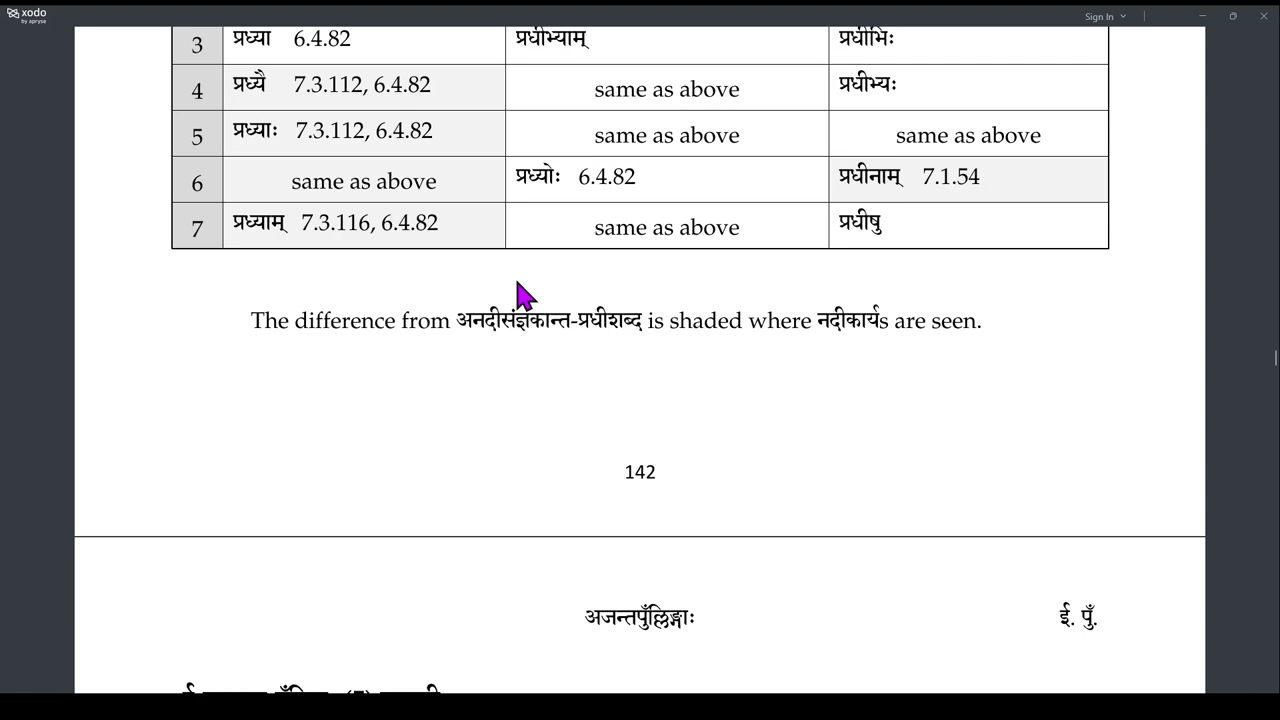 xodo
by apryse
Sign In
3 प्रध्या 6.4.82 प्रधीभ्याम् प्रधीभिः
4 प्रध्यै 7.3.112, 6.4.82 same as above प्रधीभ्यः
5 प्रध्याः 7.3.112, 6.4.82 same as above same as above
6 same as above प्रध्योः 6.4.82 प्रधीनाम् 7.1.54
7 प्रध्याम् 7.3.116, 6.4.82 same as above प्रधीषु
The difference from अनदीसंज्ञकान्त-प्रधीशब्द is shaded where नदीकार्यs are seen.
142
अजन्तपुँल्लिङ्गाः ई. पुँ.